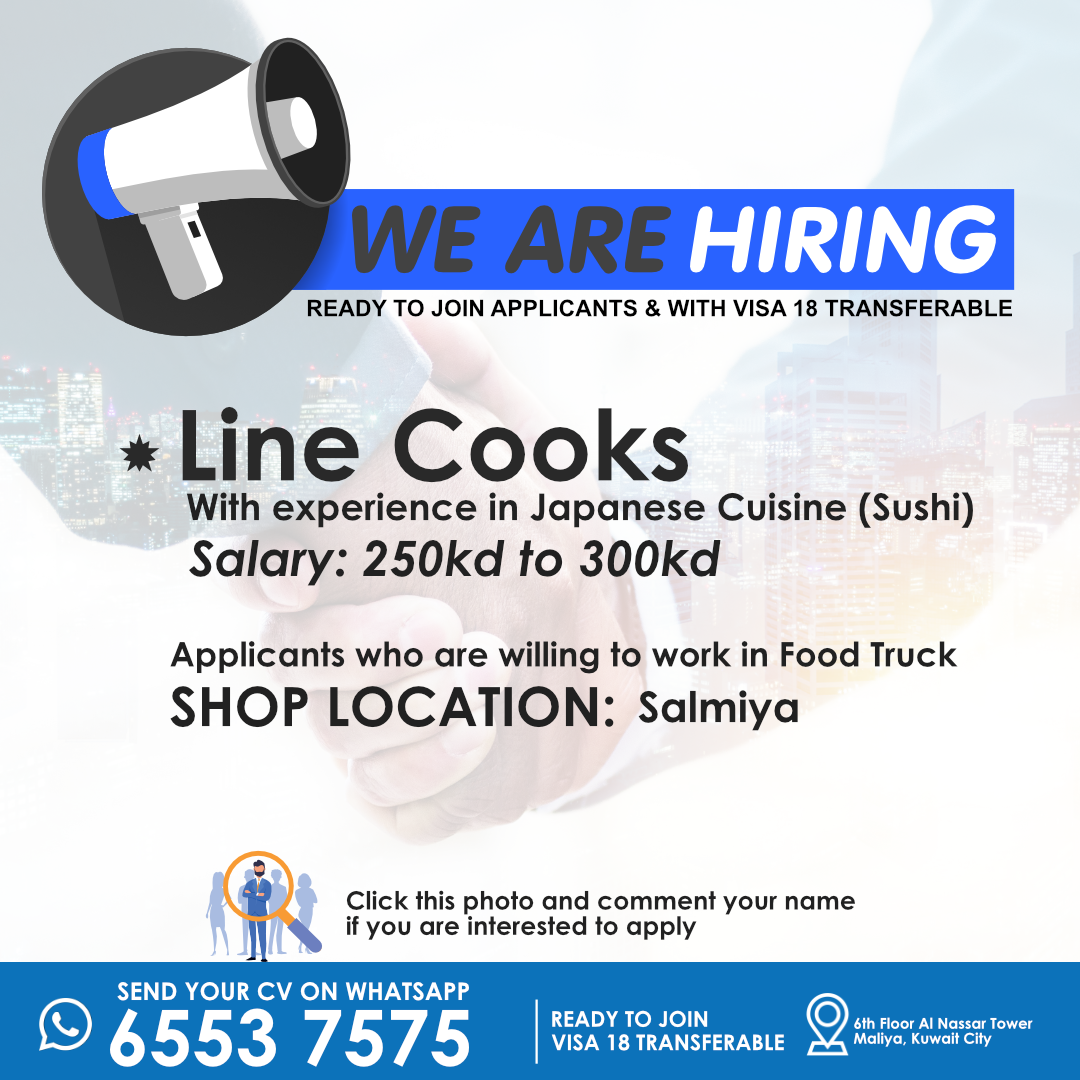 WE ARE HIRING
READY TO JOIN APPLICANTS & WITH VISA 18 TRANSFERABLE
Line Cooks
With experience in Japanese Cuisine (Sushi)
Salary: 250kd to 300kd
Applicants who are willing to work in Food Truck
SHOP LOCATION: Salmiya
Click this photo and comment your name
if you are interested to apply
SEND YOUR CV ON WHATSAPP
6553 7575
READY TO JOIN
VISA 18 TRANSFERABLE
6th Floor Al Nassar Tower
Maliya, Kuwait City